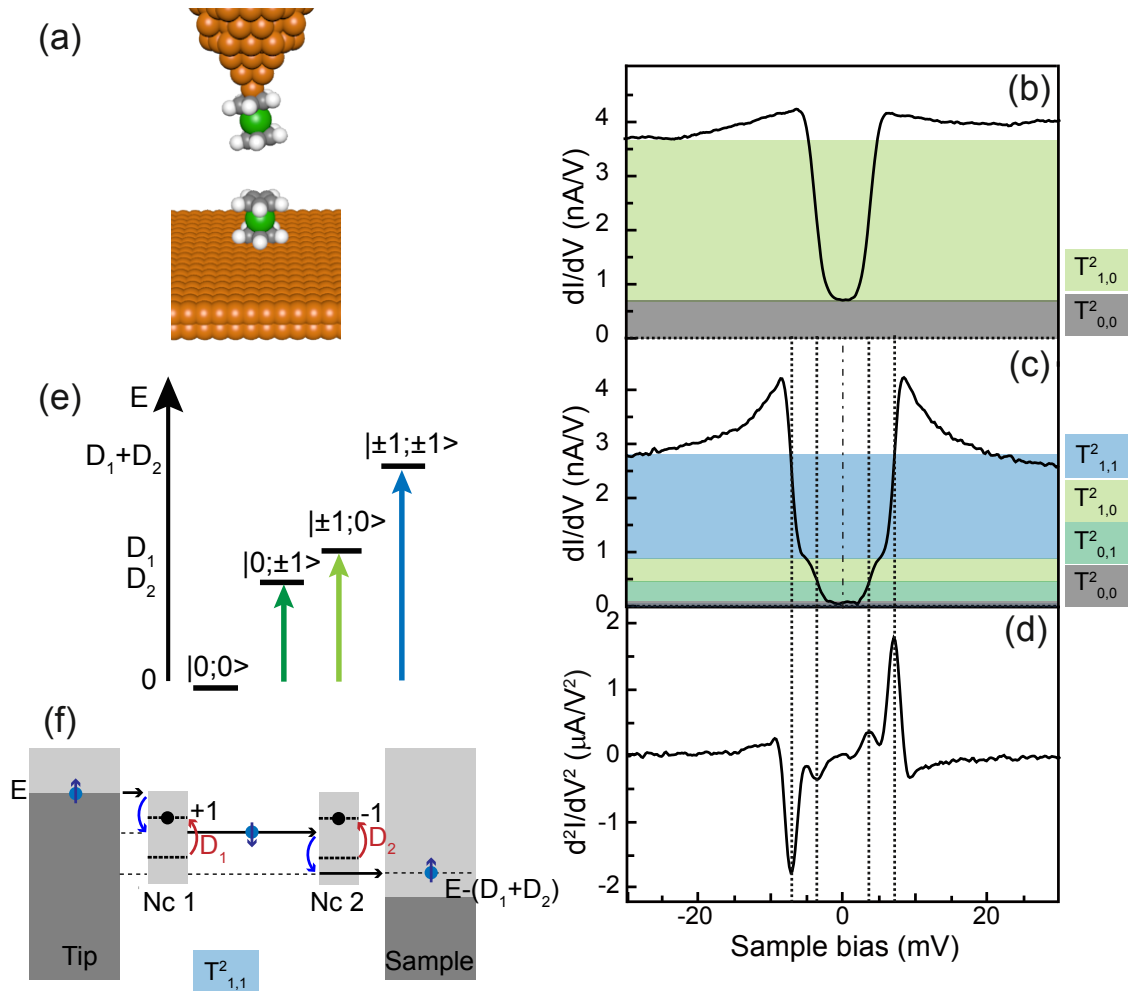 (a)
(b)
dI/dV (nA/V)
4
3
2
1
0
T²₁,₀
T²₀,₀
(c)
dI/dV (nA/V)
4
3
2
1
0
T²₁,₁
T²₁,₀
T²₀,₁
T²₀,₀
(d)
d²I/dV² (µA/V²)
2
1
0
-1
-2
-20 0 20
Sample bias (mV)
(e)
E
D₁+D₂
D₁
D₂
0
|0;0>
|0;±1>
|±1;0>
|±1;±1>
(f)
E
+1
D₁
-1
D₂
E-(D₁+D₂)
Nc 1
Nc 2
Tip
Sample
T²₁,₁